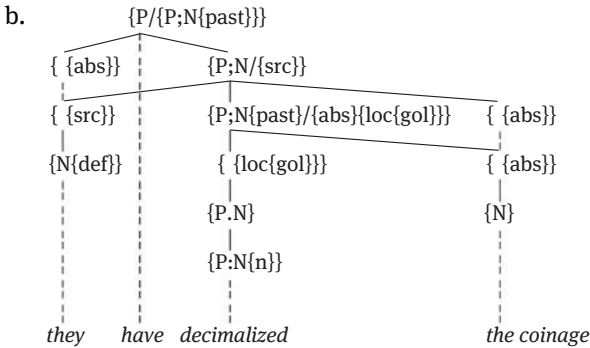 b.
{P/{P;N{past}}}
{ {abs}} {P;N/{src}}
{ {src}} {P;N{past}/{abs}{loc{gol}}} { {abs}}
{N{def}} { {loc{gol}}} { {abs}}
{P.N} {N}
{P:N{n}}
they have decimalized the coinage